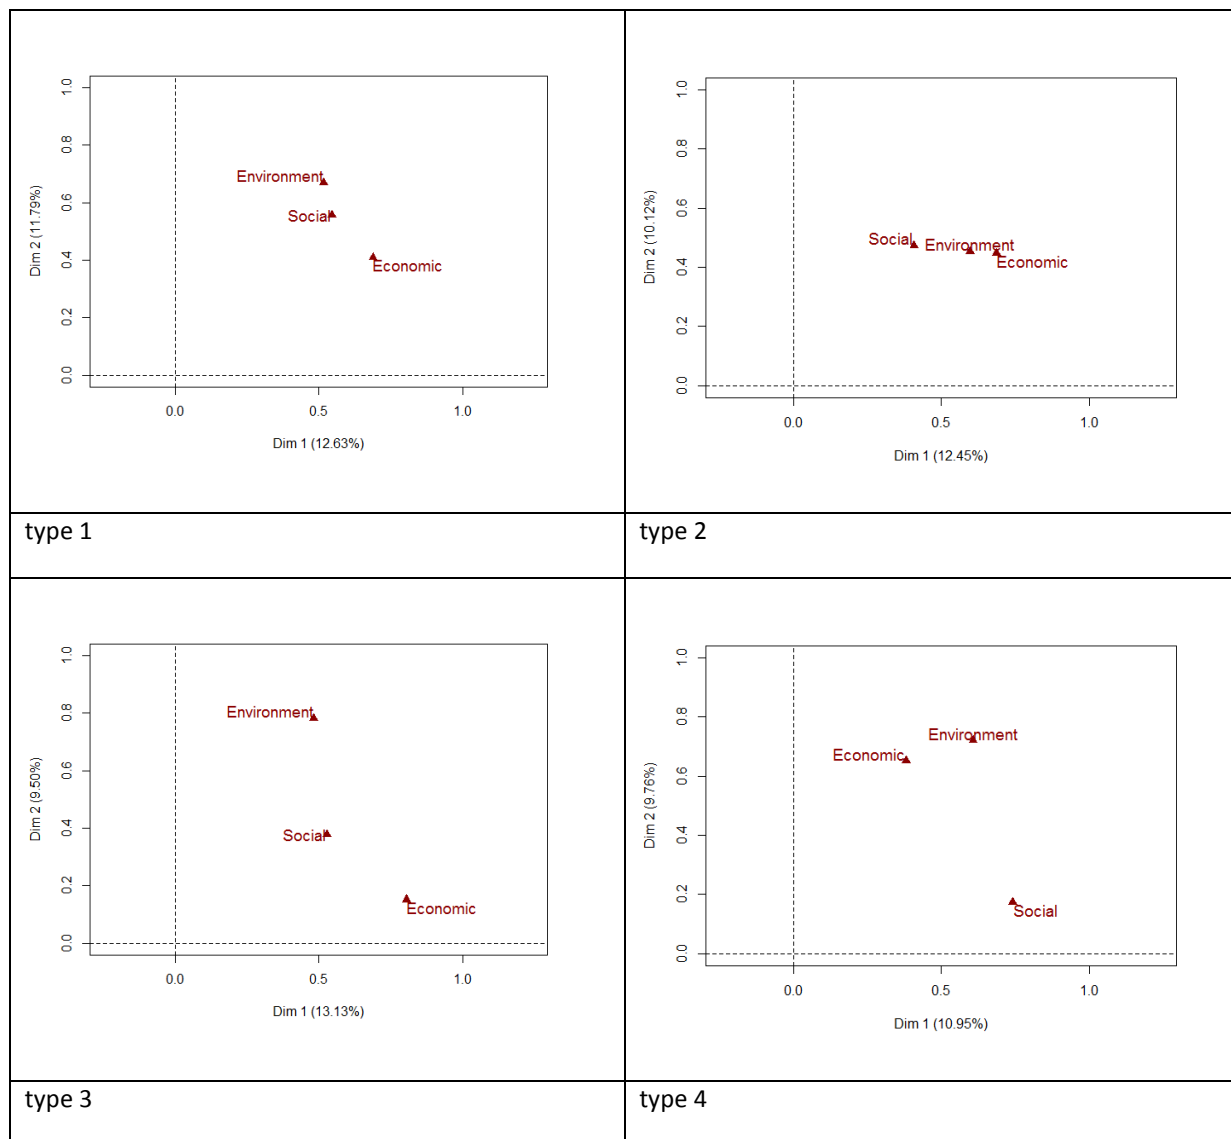 1.0
0.8
0.6
0.4
0.2
0.0
Dim 2 (11.79%)
Environment
Social
Economic
0.0 0.5 1.0
Dim 1 (12.63%)
type 1
1.0
0.8
0.6
0.4
0.2
0.0
Dim 2 (10.12%)
Social
Environment
Economic
0.0 0.5 1.0
Dim 1 (12.45%)
type 2
1.0
0.8
0.6
0.4
0.2
0.0
Dim 2 (9.50%)
Environment
Social
Economic
0.0 0.5 1.0
Dim 1 (13.13%)
type 3
1.0
0.8
0.6
0.4
0.2
0.0
Dim 2 (9.76%)
Environment
Economic
Social
0.0 0.5 1.0
Dim 1 (10.95%)
type 4